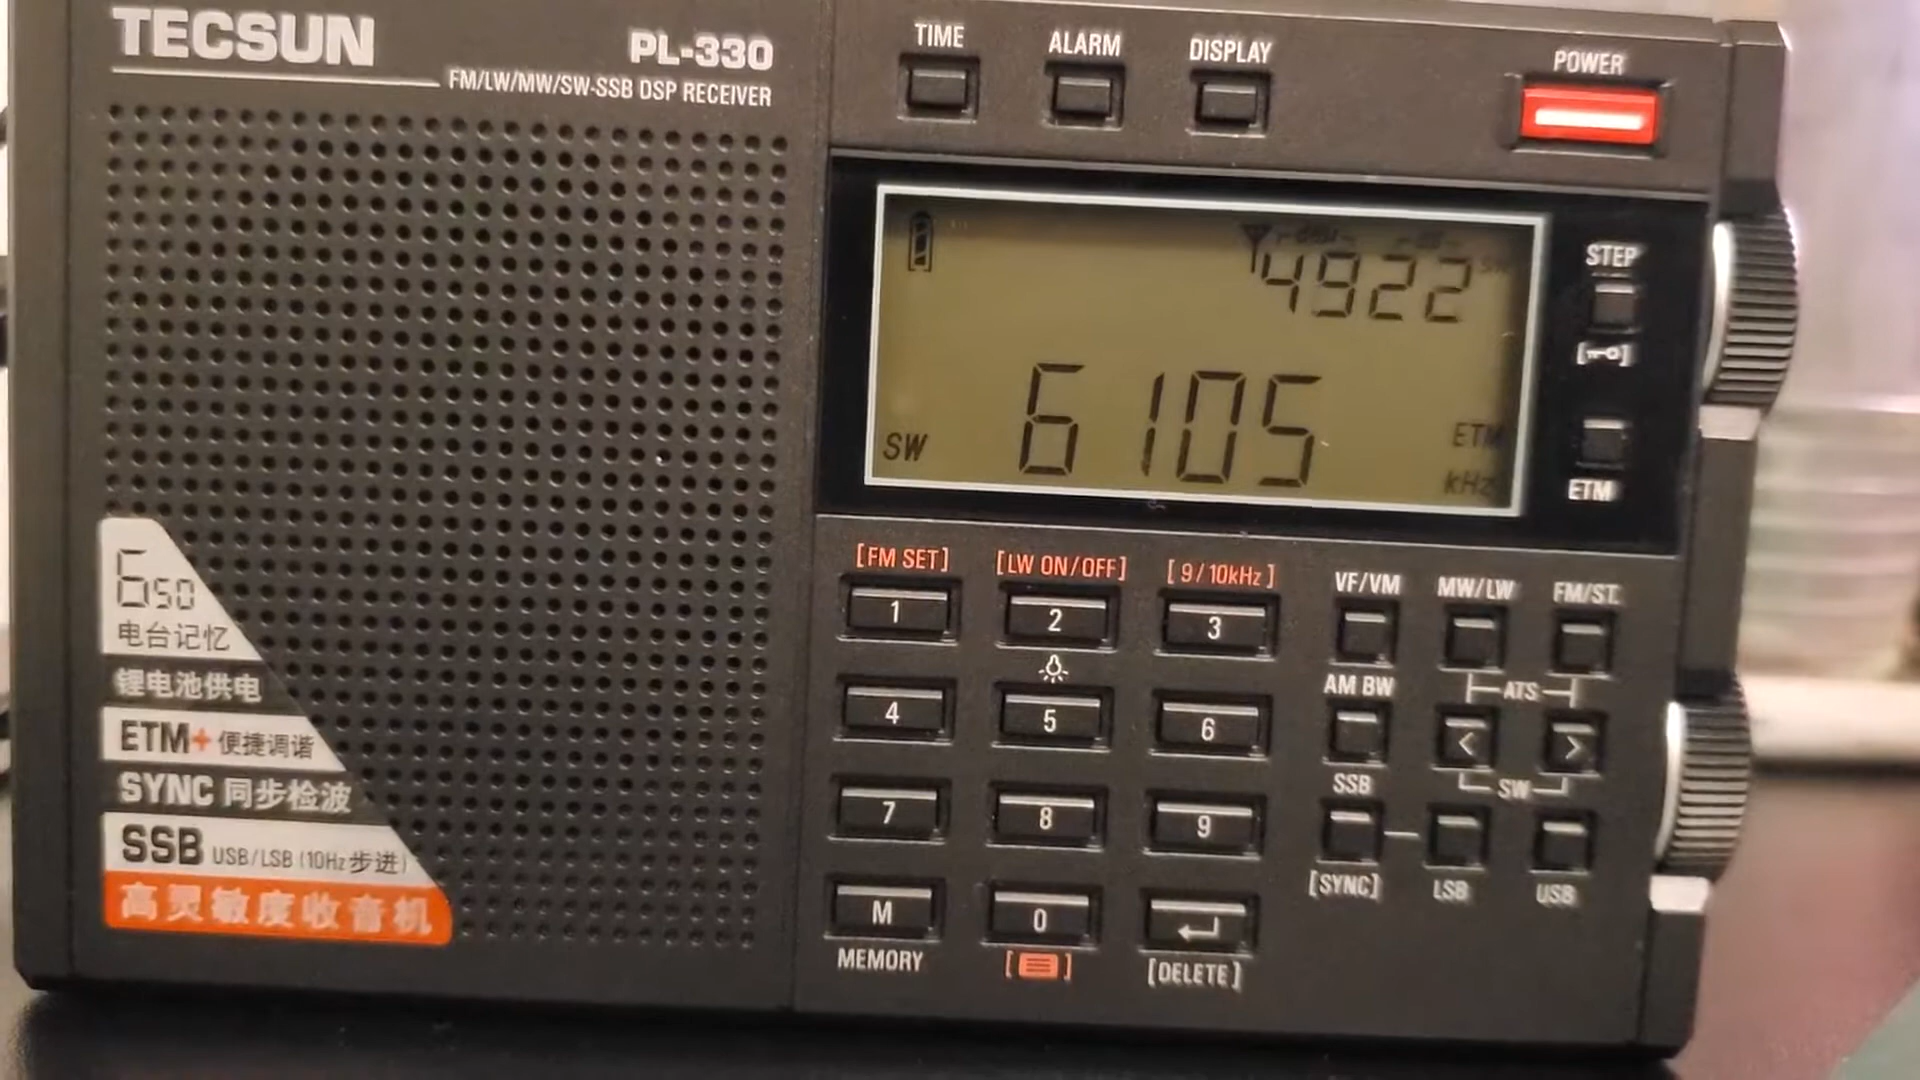 TECSUN
PL-330
FM/LW/MW/SW-SSB DSP RECEIVER
TIME
ALARM
DISPLAY
POWER
4922
SW 6105
ETM
kHz
STEP
ETM
650
电台记忆
锂电池供电
ETM+ 便捷调谐
SYNC 同步检波
SSB USB/LSB (10Hz步进)
高灵敏度收音机
[FM SET] [LW ON/OFF] [9/10kHz]
1 2 3
4 5 6
7 8 9
M 0
MEMORY
[DELETE]
VF/VM MW/LW FM/ST.
AM BW
ATS
< >
SSB
SW
[SYNC] LSB USB